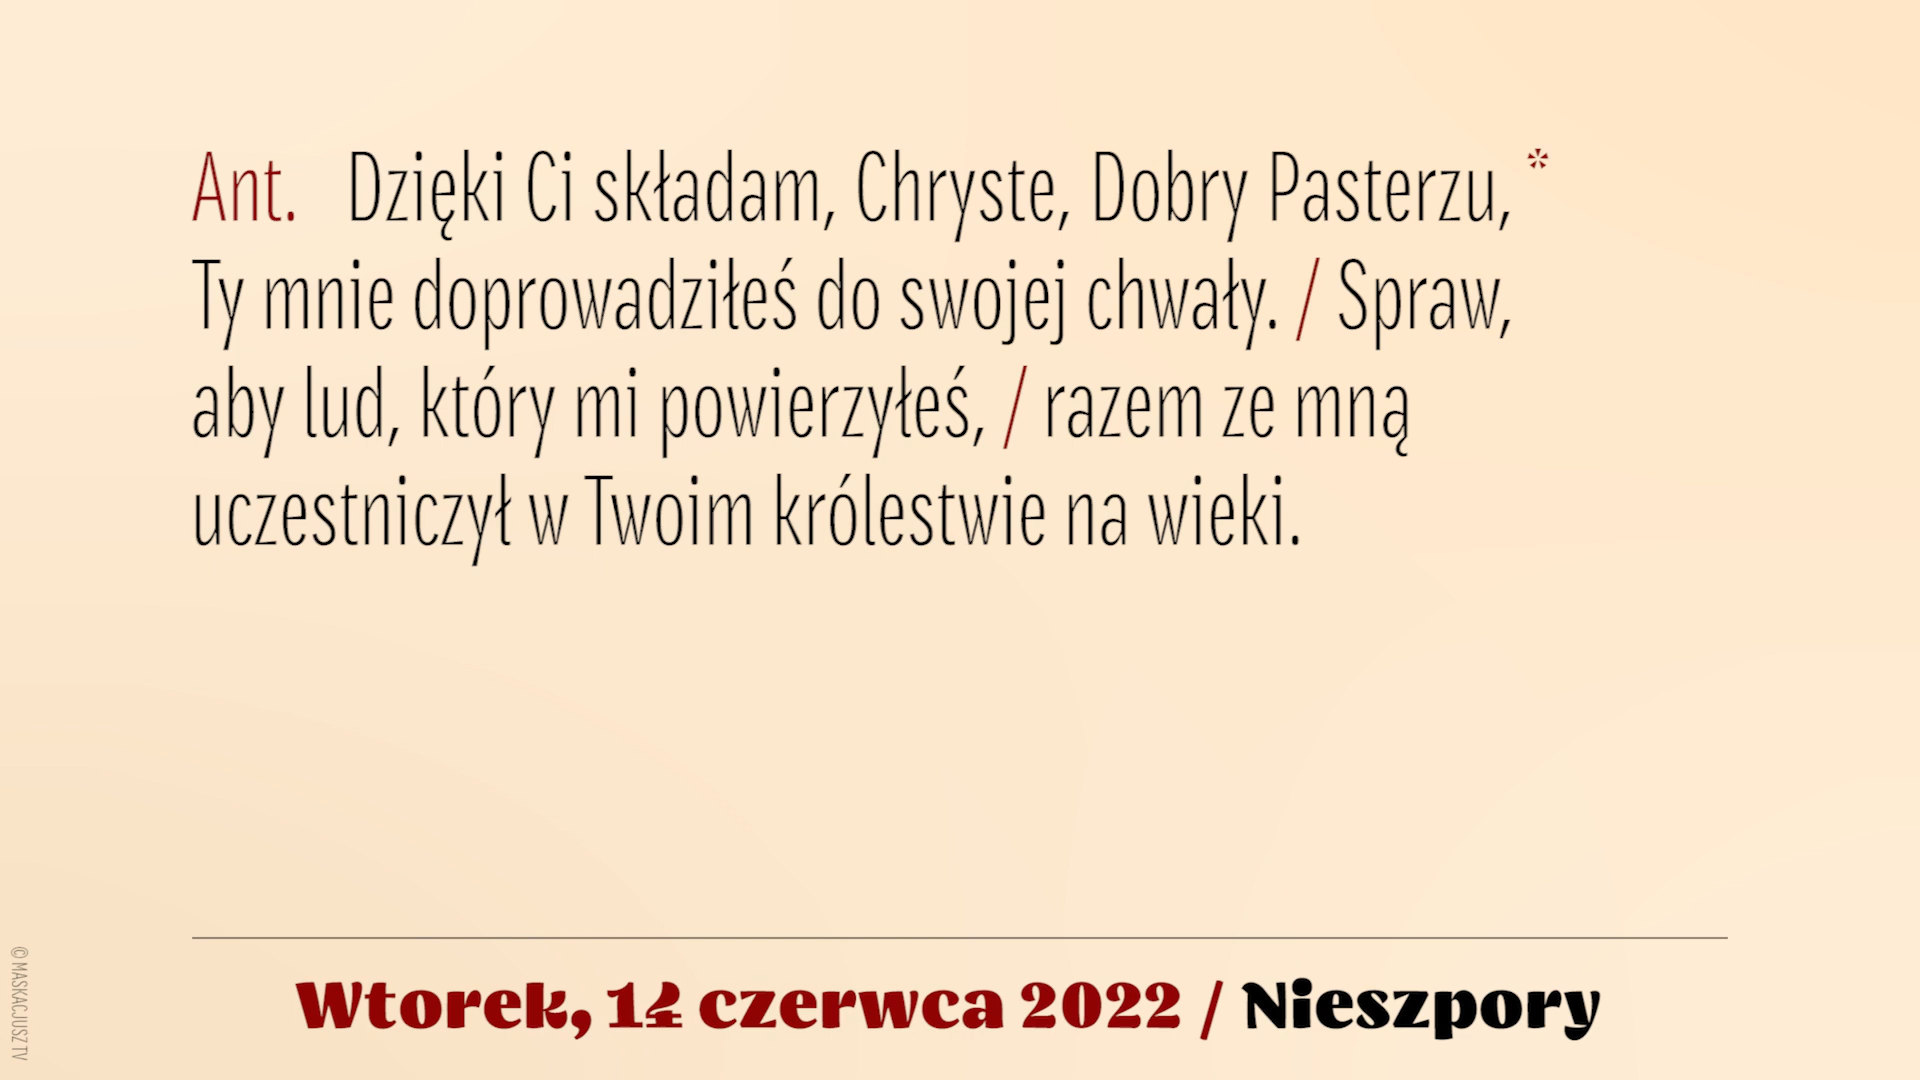 Ant. Dzięki Ci składam, Chryste, Dobry Pasterzu, *
Ty mnie doprowadziłeś do swojej chwały. / Spraw,
aby lud, który mi powierzyłeś, / razem ze mną
uczestniczył w Twoim królestwie na wieki.
Wtorek, 14 czerwca 2022 / Nieszpory
© MASKACJUSZ TV